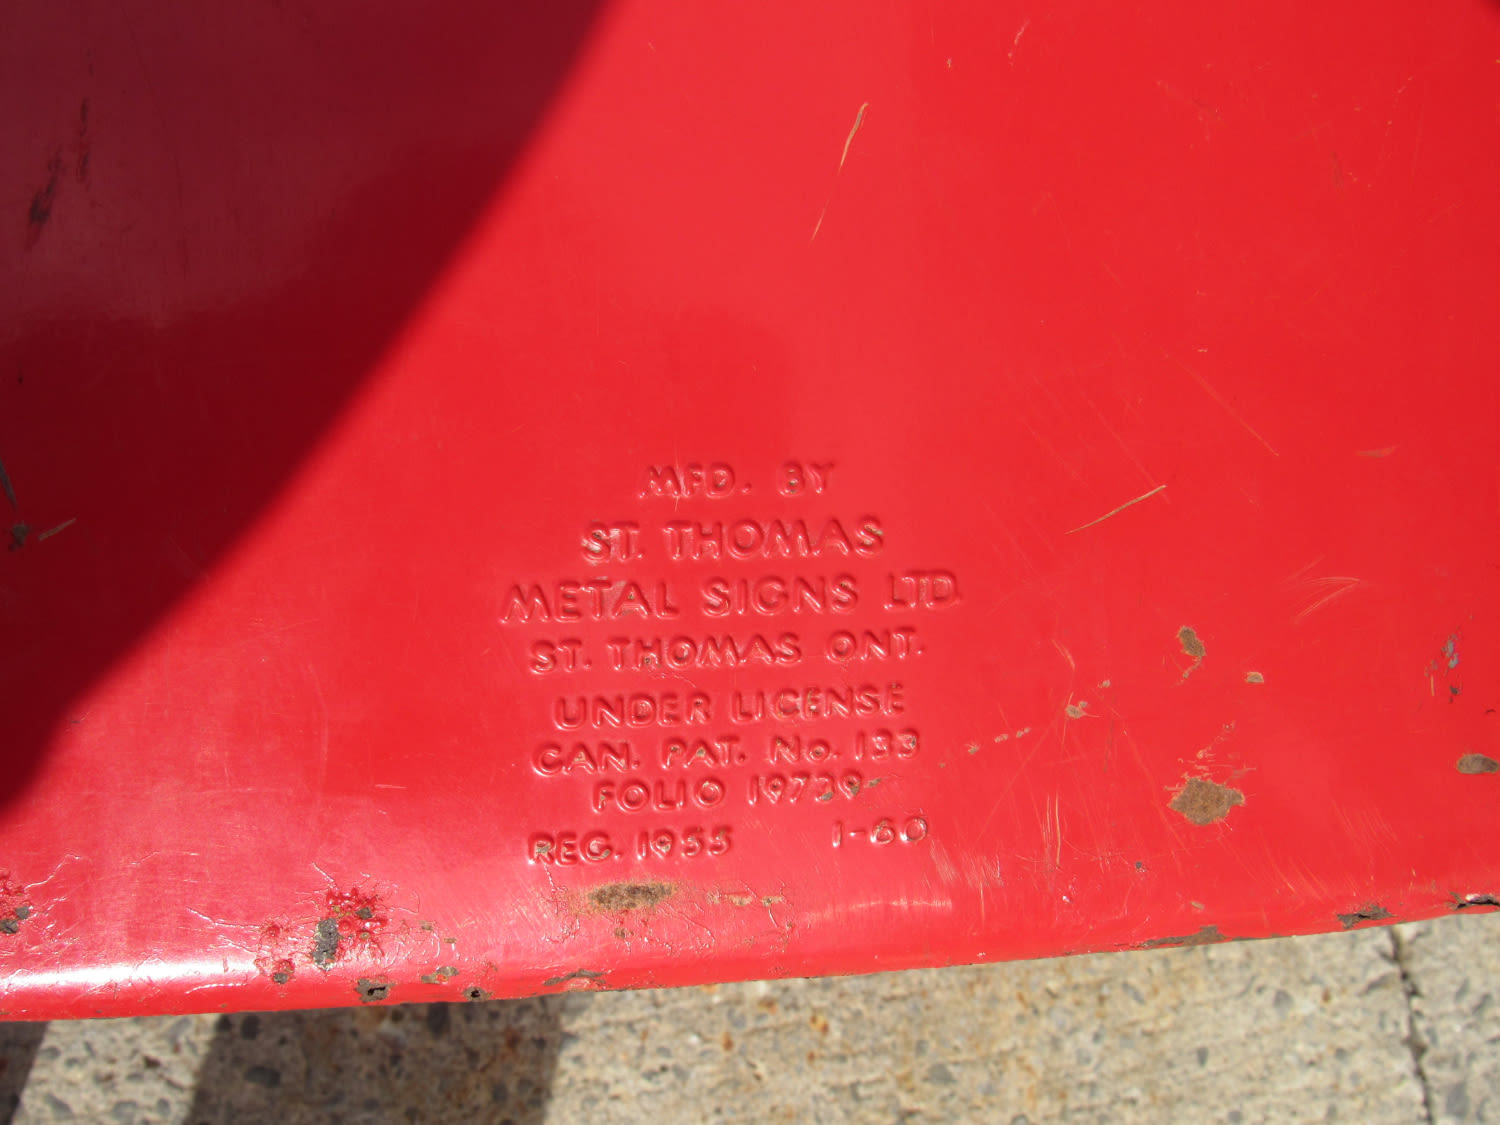 MFD. BY
ST. THOMAS
METAL SIGNS LTD.
ST. THOMAS ONT.
UNDER LICENSE
CAN. PAT. No. 133
FOLIO 19739
REG. 1955 1-60